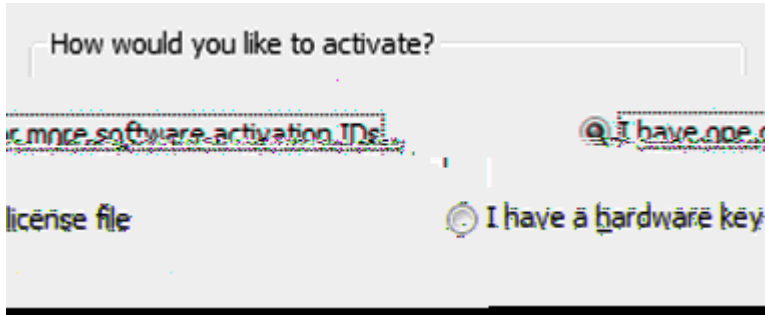 How would you like to activate?
r more software activation IDs. I have one o
license file I have a hardware key